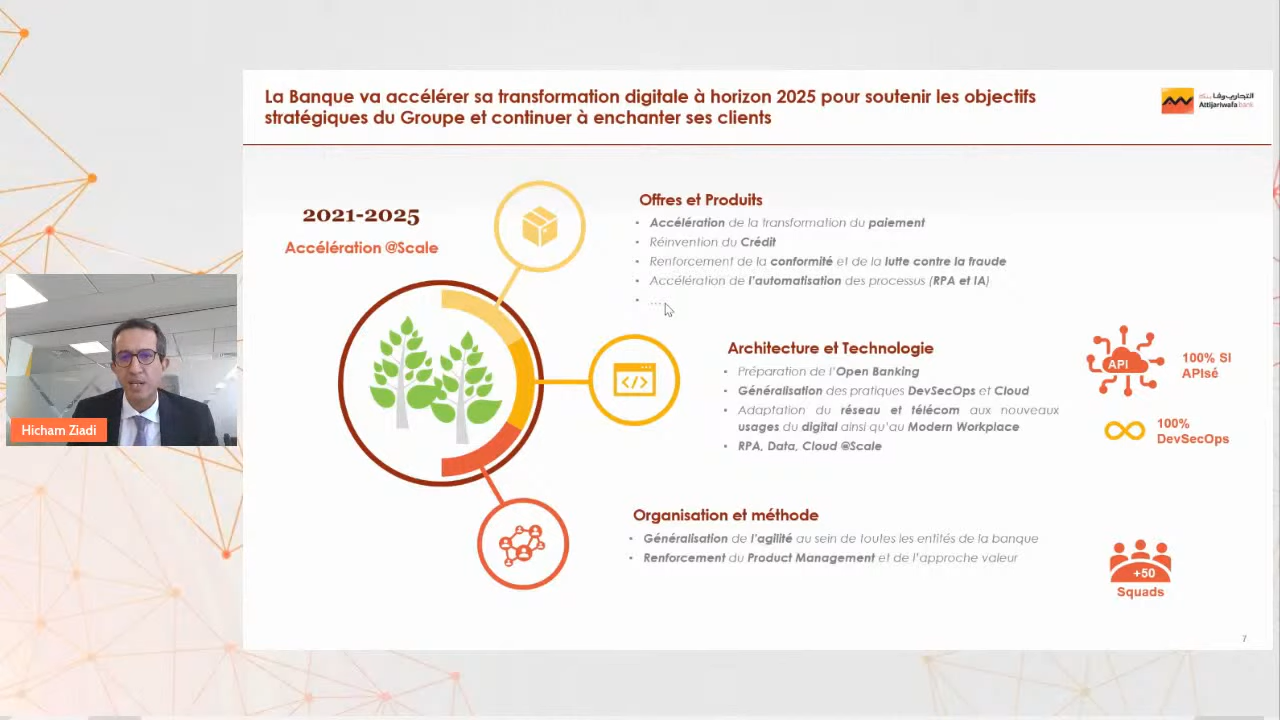 La Banque va accélérer sa transformation digitale à horizon 2025 pour soutenir les objectifs
stratégiques du Groupe et continuer à enchanter ses clients
التجاري وفا بنك
Attijariwafa bank
2021-2025
Accélération @Scale
Offres et Produits
• Accélération de la transformation du paiement
• Réinvention du Crédit
• Renforcement de la conformité et de la lutte contre la fraude
• Accélération de l'automatisation des processus (RPA et IA)
• ....
Architecture et Technologie
• Préparation de l'Open Banking
• Généralisation des pratiques DevSecOps et Cloud
• Adaptation du réseau et télécom aux nouveaux
usages du digital ainsi qu'au Modern Workplace
• RPA, Data, Cloud @Scale
API
100% SI
APIsé
100%
DevSecOps
Organisation et méthode
• Généralisation de l'agilité au sein de toutes les entités de la banque
• Renforcement du Product Management et de l'approche valeur
+50
Squads
Hicham Ziadi
7